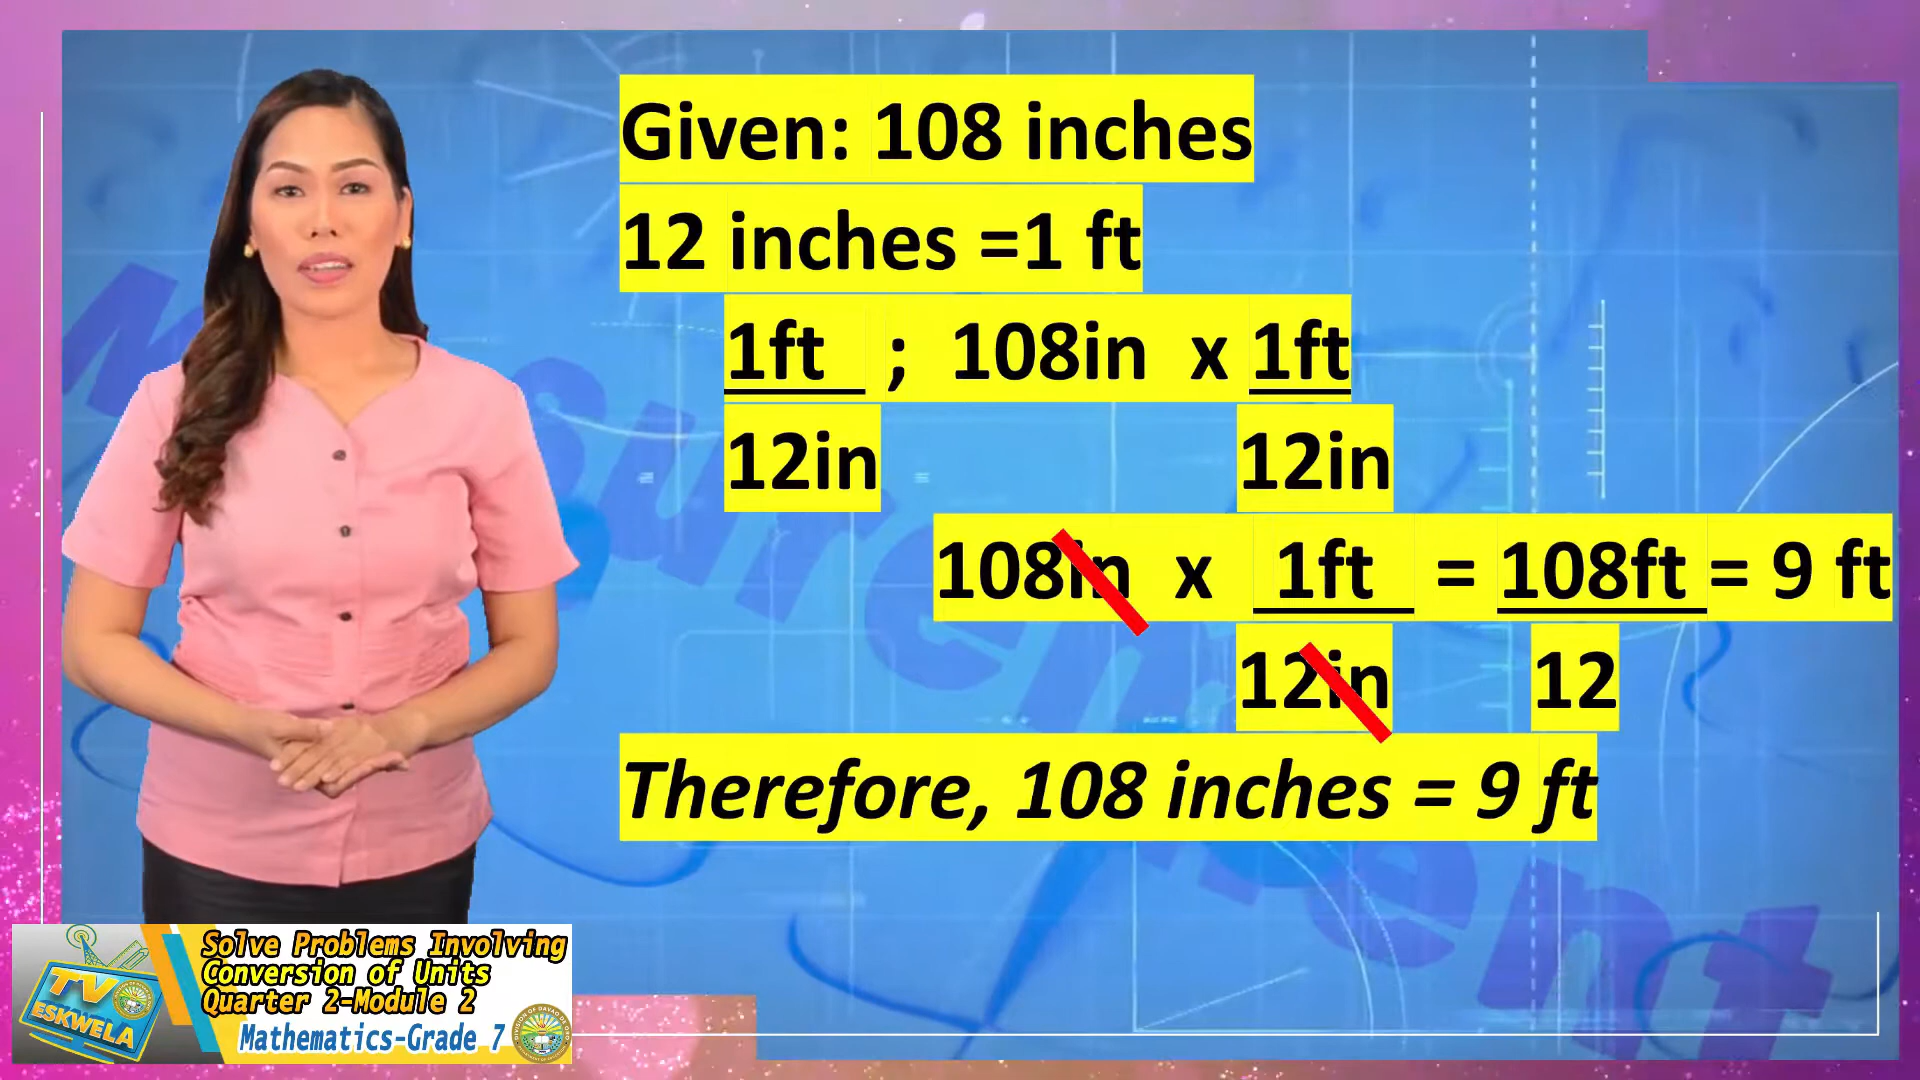 Given: 108 inches
12 inches =1 ft
1ft ; 108in x 1ft
12in 12in
108in x 1ft = 108ft = 9 ft
12in 12
Therefore, 108 inches = 9 ft
Measurement
TV
ESKWELA
Solve Problems Involving
Conversion of Units
Quarter 2-Module 2
Mathematics-Grade 7